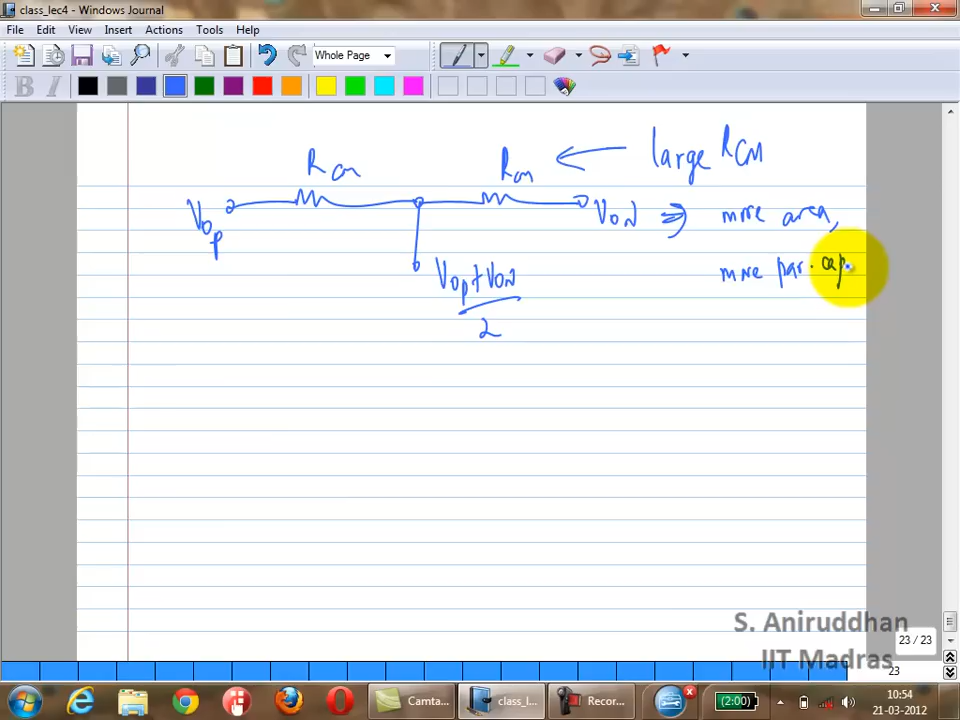 class_lec4 - Windows Journal
File Edit View Insert Actions Tools Help
Whole Page
B I
RCM RCM ← large RCM
VOP VON ⇒ more area,
VOP + VON / 2 more par. cap.
S. Aniruddhan
IIT Madras
23 / 23
23
Camta... class_l... Recor... (2:00) 10:54
21-03-2012